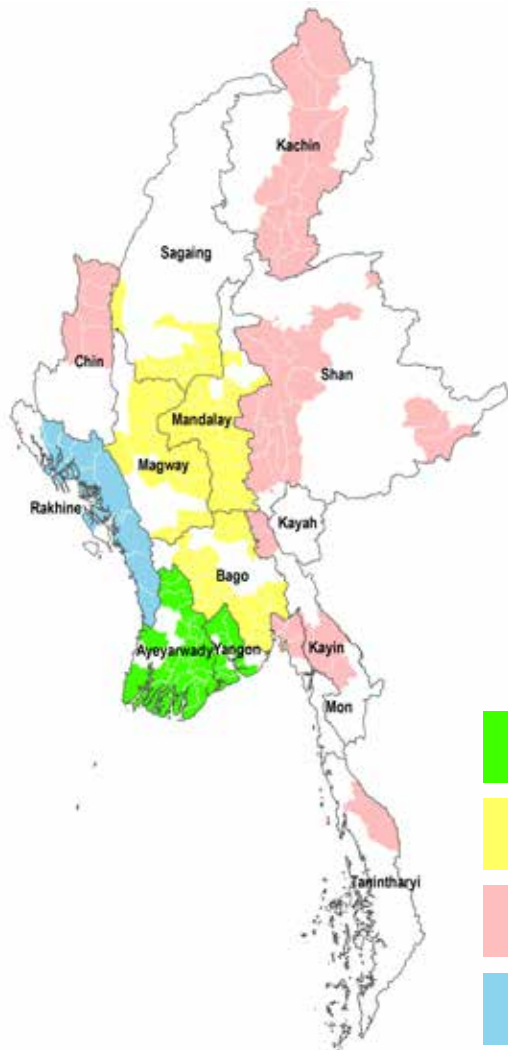 Kachin
Sagaing
Chin
Shan
Mandalay
Magway
Rakhine
Kayah
Bago
Ayeyarwady
Yangon
Kayin
Mon
Tanintharyi